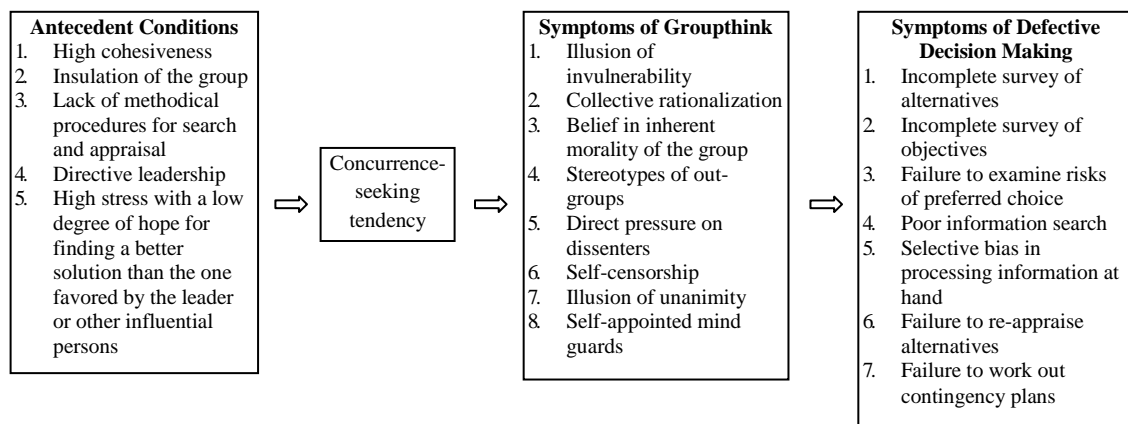 Antecedent Conditions
1. High cohesiveness
2. Insulation of the group
3. Lack of methodical
procedures for search
and appraisal
4. Directive leadership
5. High stress with a low
degree of hope for
finding a better
solution than the one
favored by the leader
or other influential
persons
Concurrence-
seeking
tendency
Symptoms of Groupthink
1. Illusion of
invulnerability
2. Collective rationalization
3. Belief in inherent
morality of the group
4. Stereotypes of out-
groups
5. Direct pressure on
dissenters
6. Self-censorship
7. Illusion of unanimity
8. Self-appointed mind
guards
Symptoms of Defective
Decision Making
1. Incomplete survey of
alternatives
2. Incomplete survey of
objectives
3. Failure to examine risks
of preferred choice
4. Poor information search
5. Selective bias in
processing information at
hand
6. Failure to re-appraise
alternatives
7. Failure to work out
contingency plans